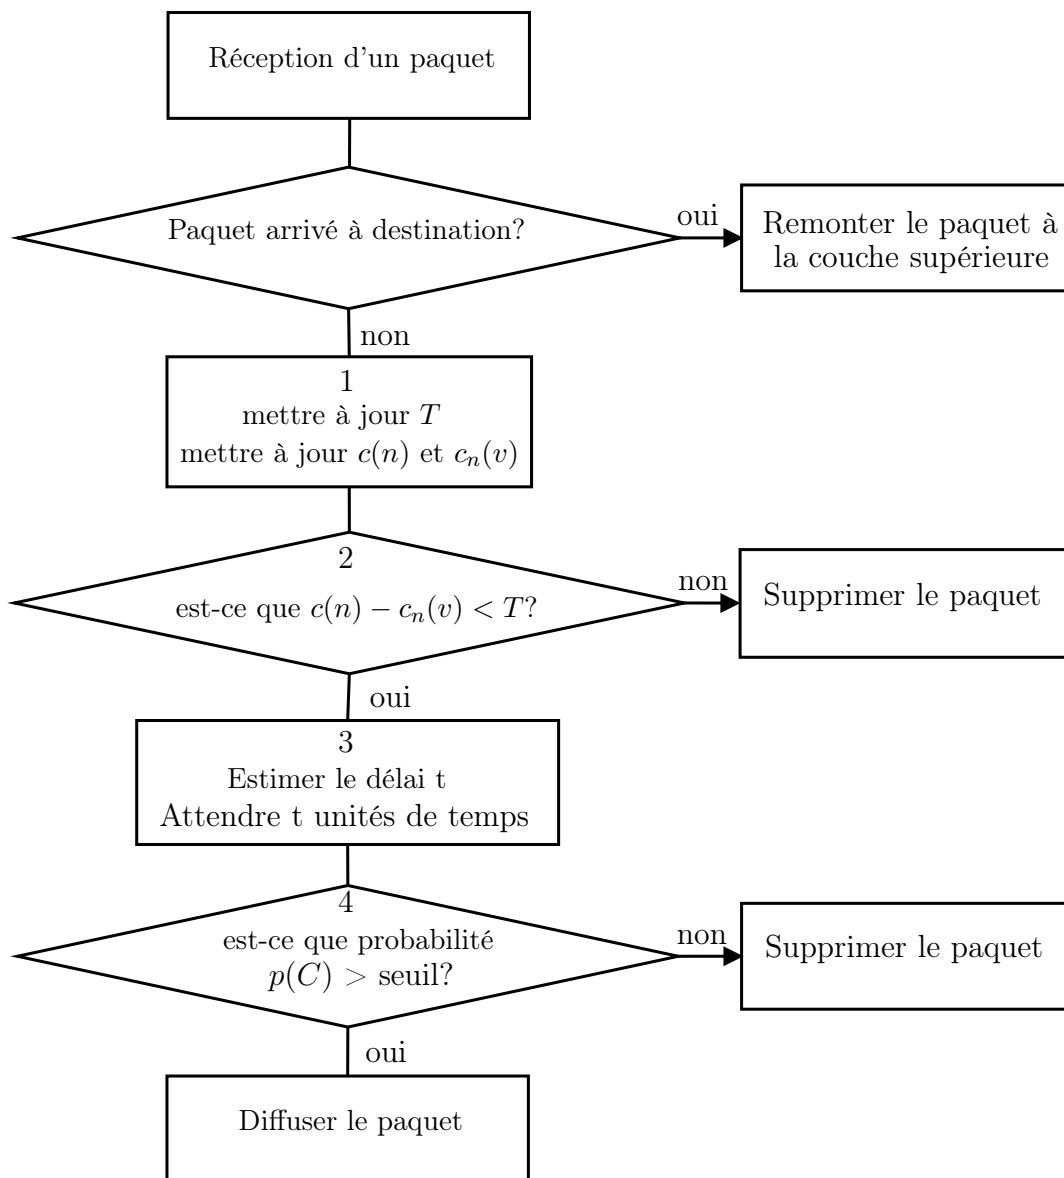 Réception d'un paquet
Paquet arrivé à destination?
oui
Remonter le paquet à
la couche supérieure
non
1
mettre à jour T
mettre à jour c(n) et cₙ(v)
2
est-ce que c(n) − cₙ(v) < T?
non
Supprimer le paquet
oui
3
Estimer le délai t
Attendre t unités de temps
4
est-ce que probabilité
p(C) > seuil?
non
Supprimer le paquet
oui
Diffuser le paquet